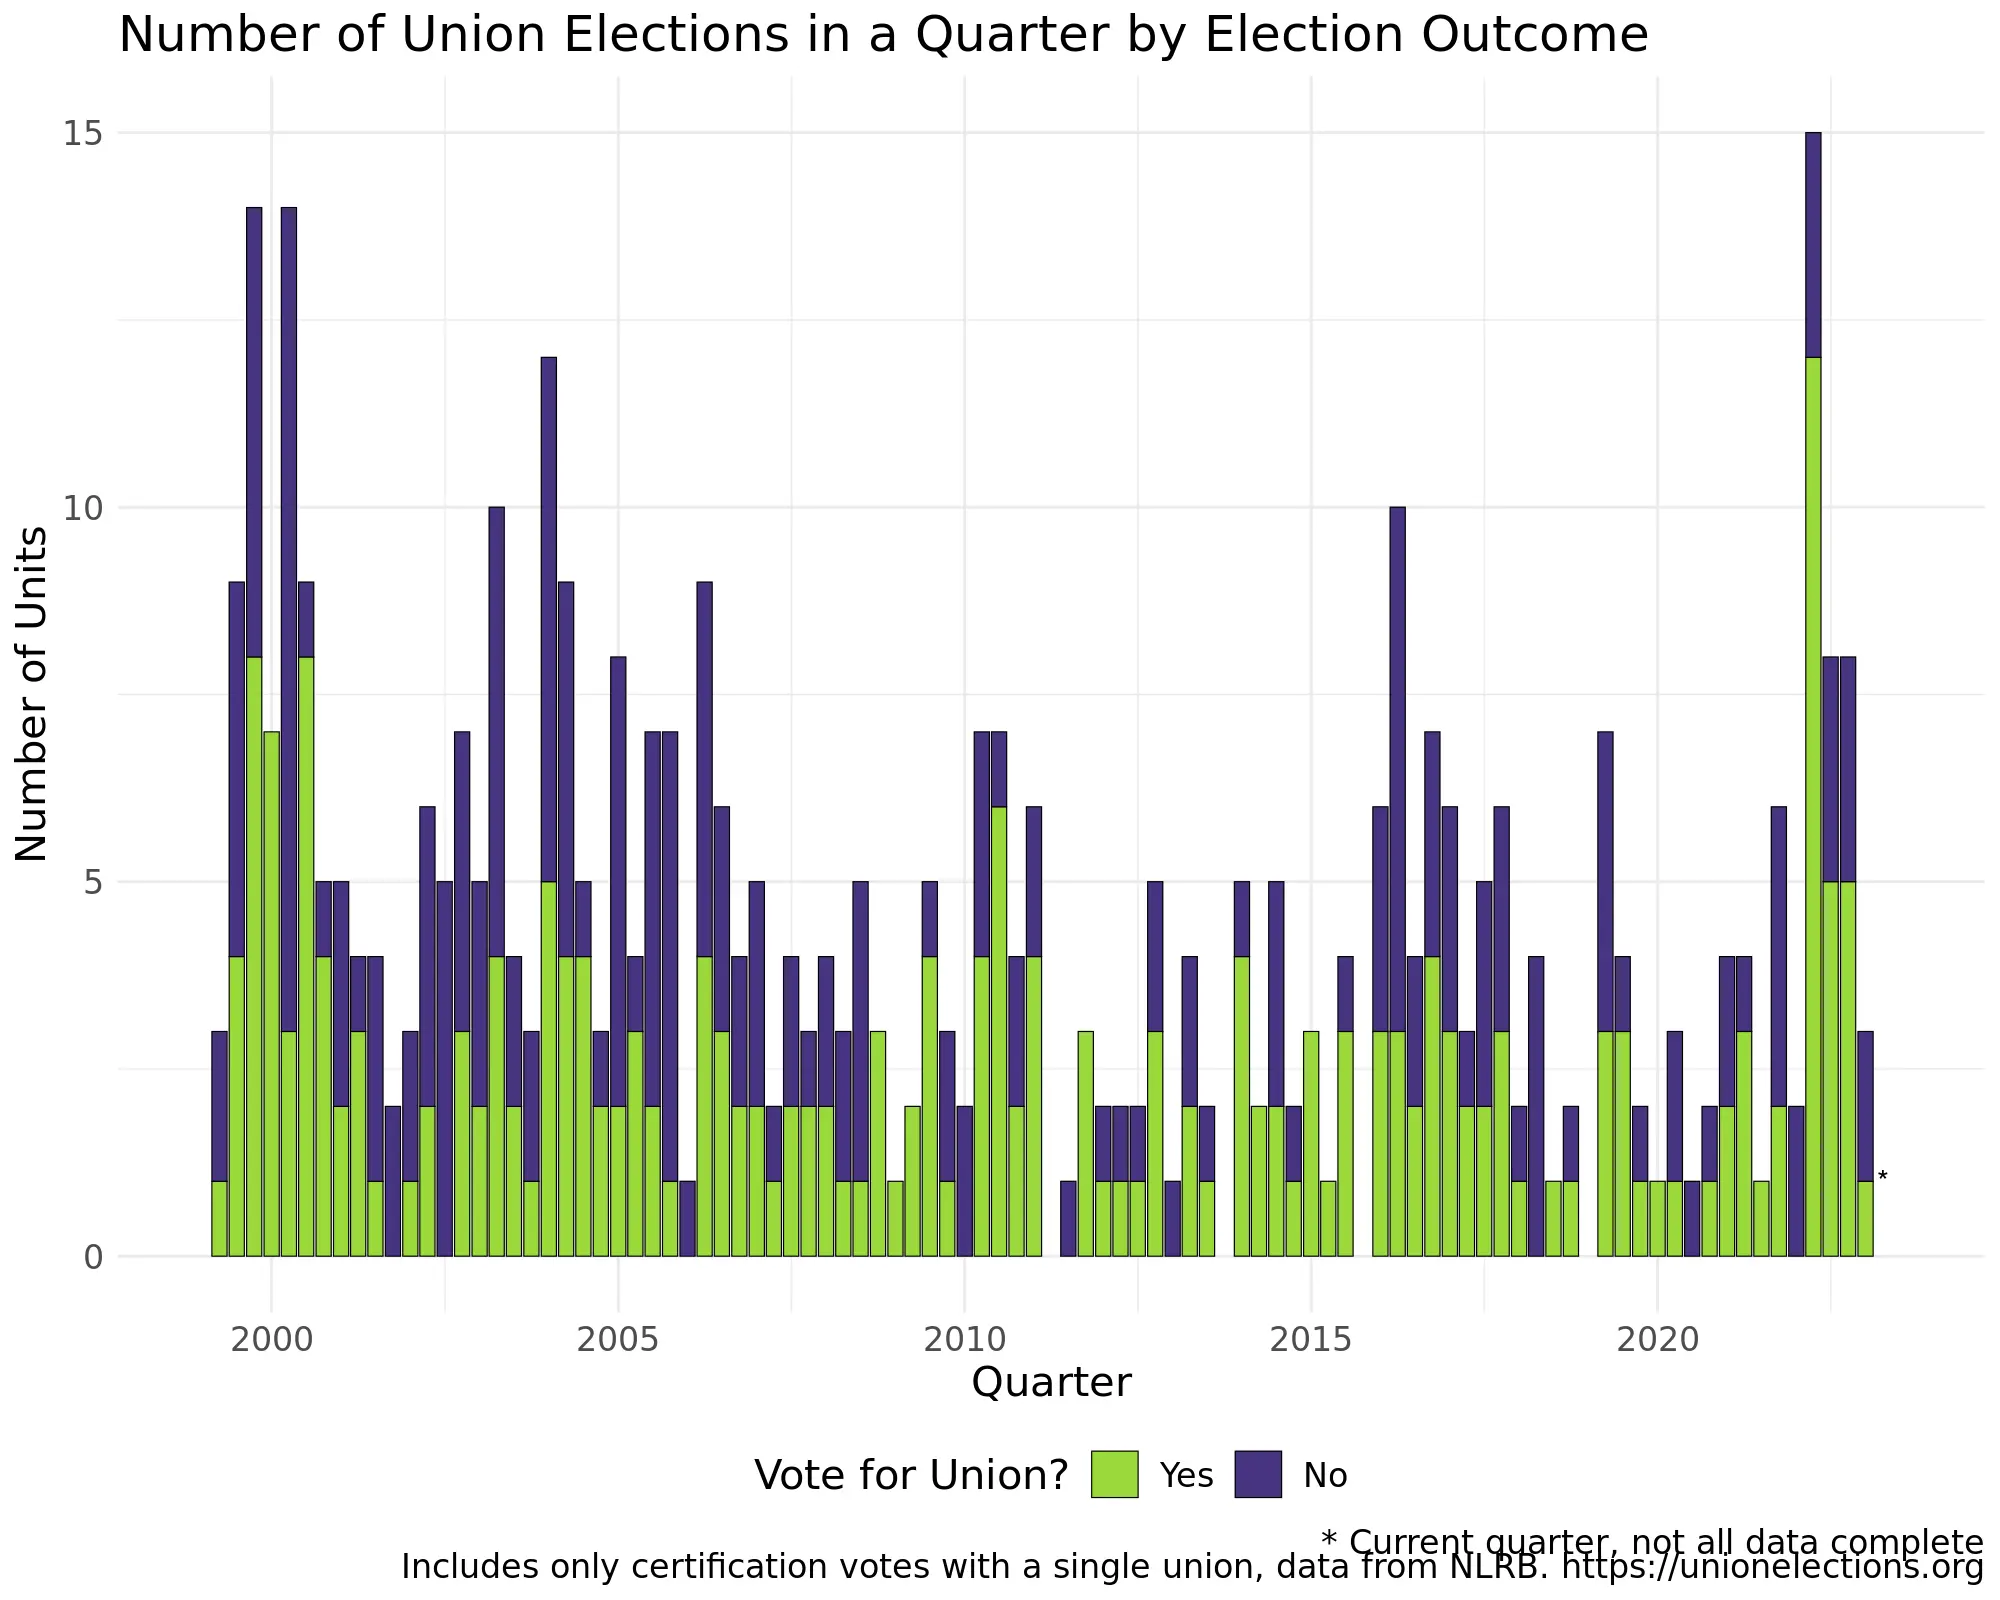 Number of Union Elections in a Quarter by Election Outcome
Number of Units
15
10
5
0
*
2000 2005 2010 2015 2020
Quarter
Vote for Union? Yes No
* Current quarter, not all data complete
Includes only certification votes with a single union, data from NLRB. https://unionelections.org